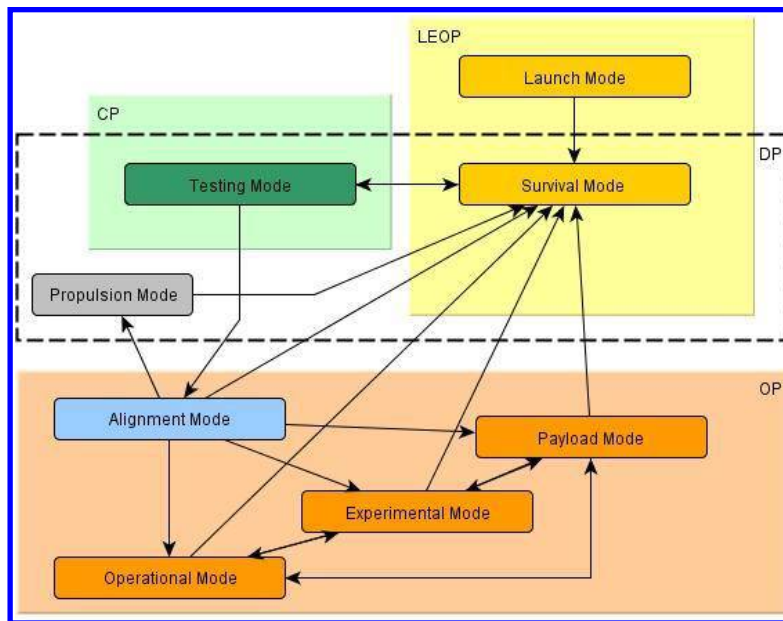 LEOP
Launch Mode
CP
DP
Testing Mode
Survival Mode
Propulsion Mode
OP
Alignment Mode
Payload Mode
Experimental Mode
Operational Mode